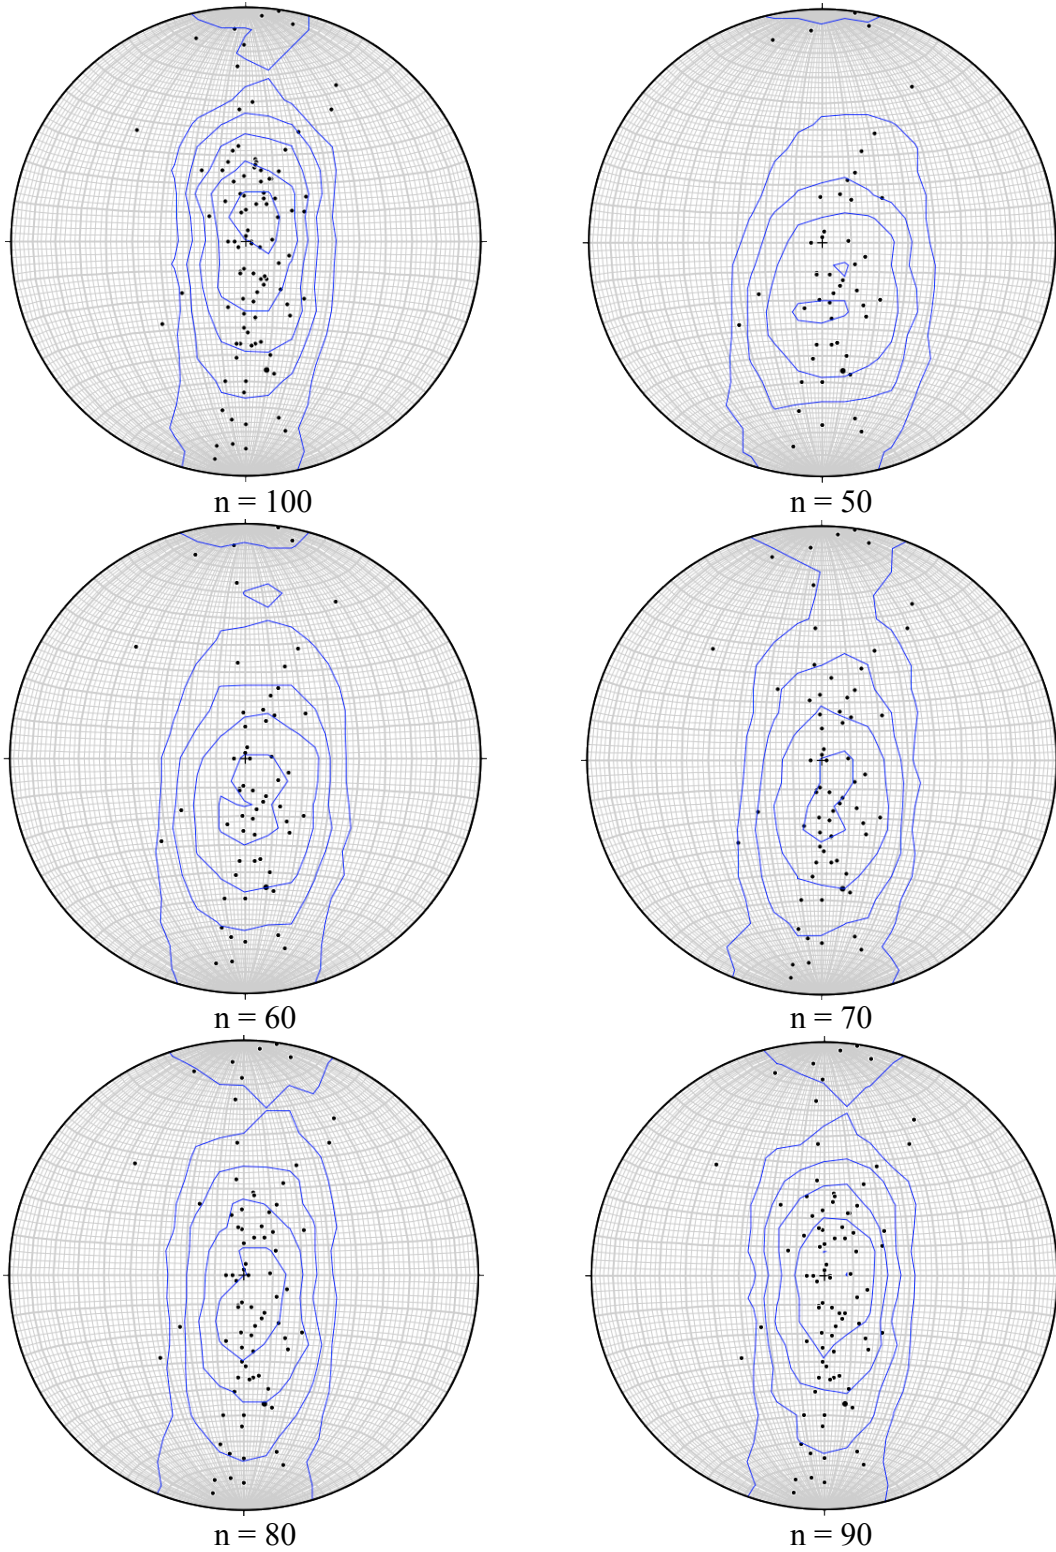 n = 100
n = 50
n = 60
n = 70
n = 80
n = 90